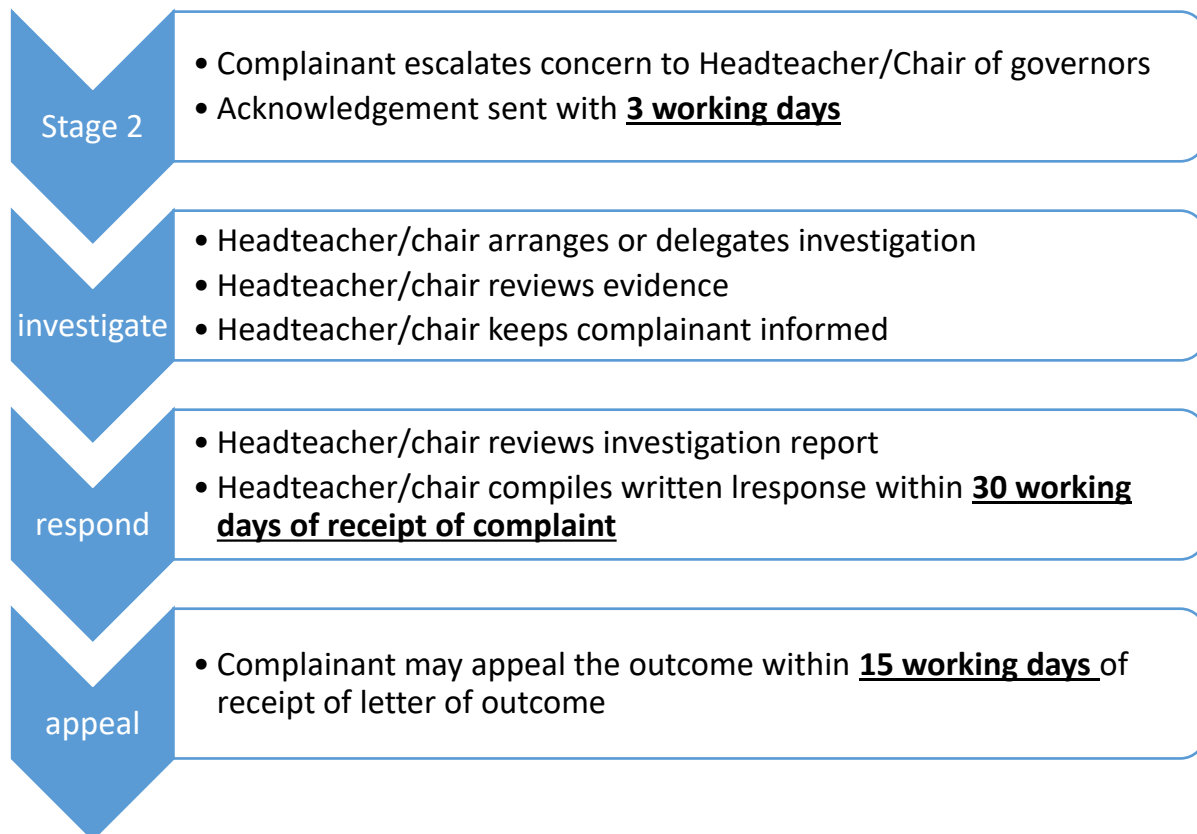 Stage 2
• Complainant escalates concern to Headteacher/Chair of governors
• Acknowledgement sent with 3 working days
investigate
• Headteacher/chair arranges or delegates investigation
• Headteacher/chair reviews evidence
• Headteacher/chair keeps complainant informed
respond
• Headteacher/chair reviews investigation report
• Headteacher/chair compiles written lresponse within 30 working
days of receipt of complaint
appeal
• Complainant may appeal the outcome within 15 working days of
receipt of letter of outcome